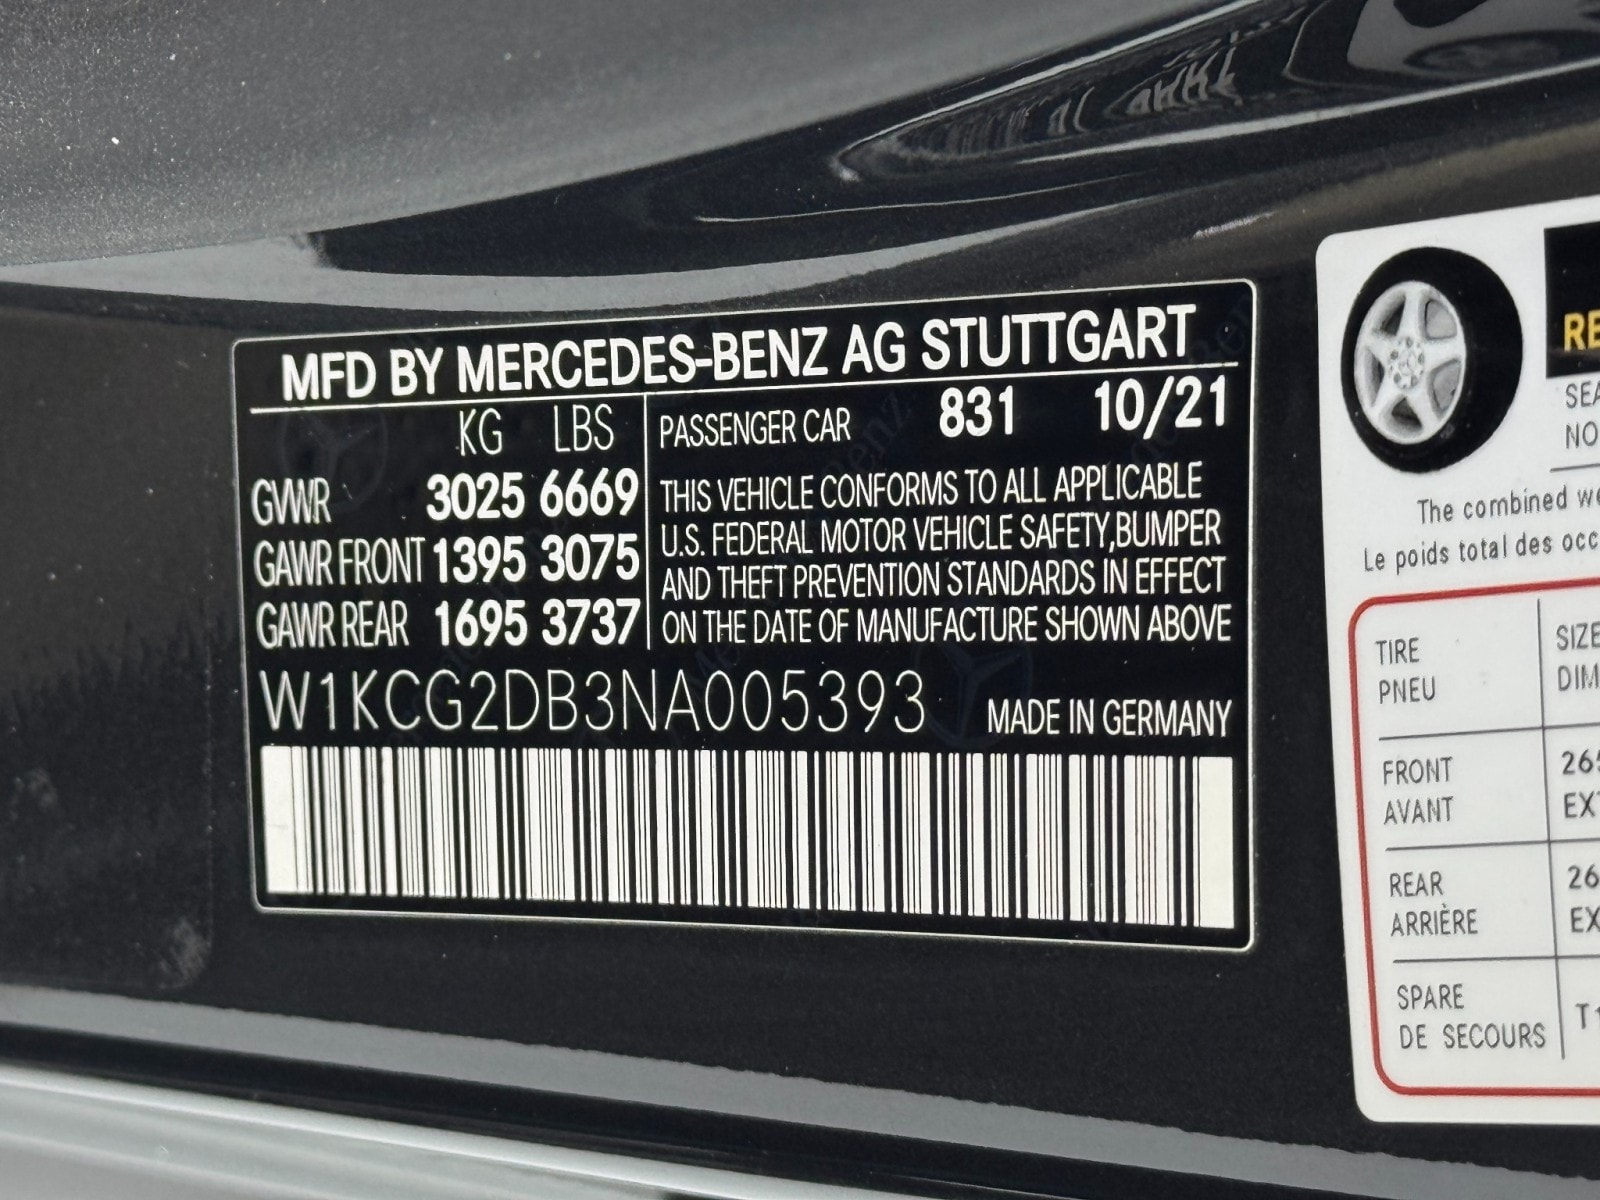 MFD BY MERCEDES-BENZ AG STUTTGART
KG LBS
GVWR 3025 6669
GAWR FRONT 1395 3075
GAWR REAR 1695 3737
PASSENGER CAR 831 10/21
THIS VEHICLE CONFORMS TO ALL APPLICABLE
U.S. FEDERAL MOTOR VEHICLE SAFETY,BUMPER
AND THEFT PREVENTION STANDARDS IN EFFECT
ON THE DATE OF MANUFACTURE SHOWN ABOVE
W1KCG2DB3NA005393 MADE IN GERMANY
The combined
Le poids total des
TIRE
PNEU
FRONT
AVANT
REAR
ARRIÈRE
SPARE
DE SECOURS